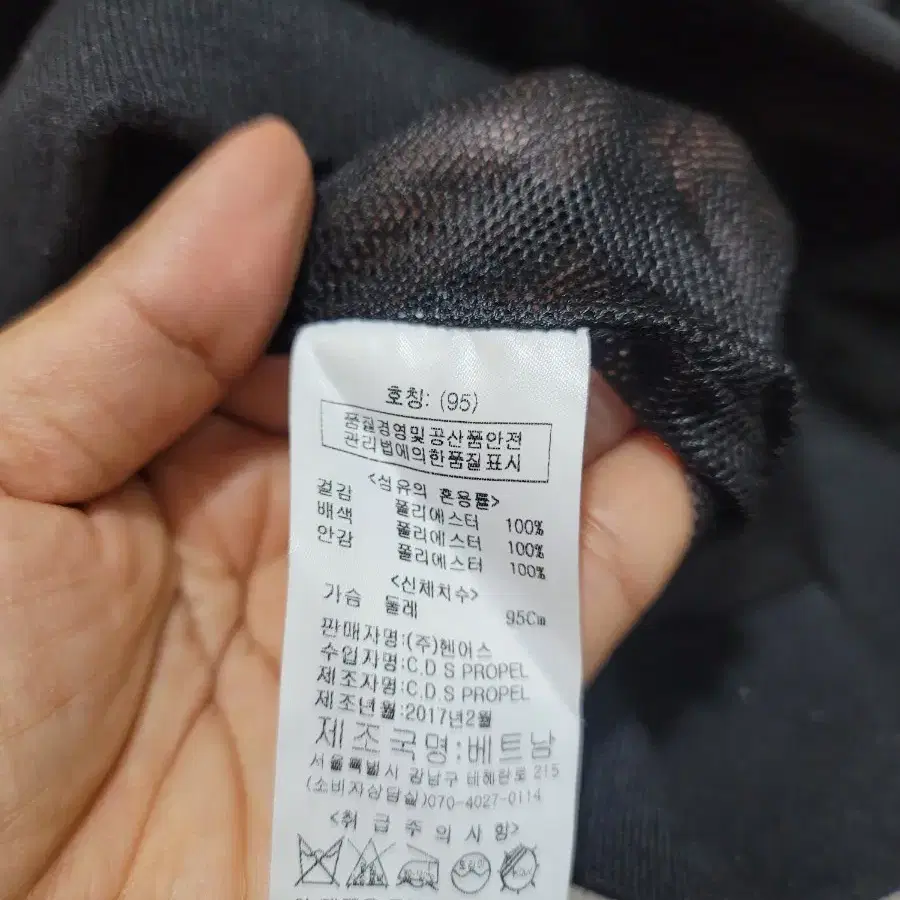 호칭: (95)
품질경영및공산품안전
관리법에의한품질표시
<섬유의 혼용률>
겉감 폴리에스터 100%
배색 폴리에스터 100%
안감 폴리에스터 100%
<신체치수>
가슴 둘레 95Cm
판매자명:(주)헨어스
수입자명:C.D S PROPEL
제조자명:C.D S PROPEL
제조년월:2017년2월
제조국명:베트남
서울특별시 강남구 테헤란로 215
(소비자상담실)070-4027-0114
<취 급 주 의 사 항>